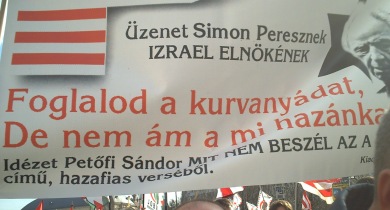 Üzenet Simon Peresznek
IZRAEL ELNÖKÉNEK
Foglalod a kurvanyádat,
De nem ám a mi hazánka
Idézet Petőfi Sándor MIT NEM BESZÉL AZ A
című, hazafias verséből.